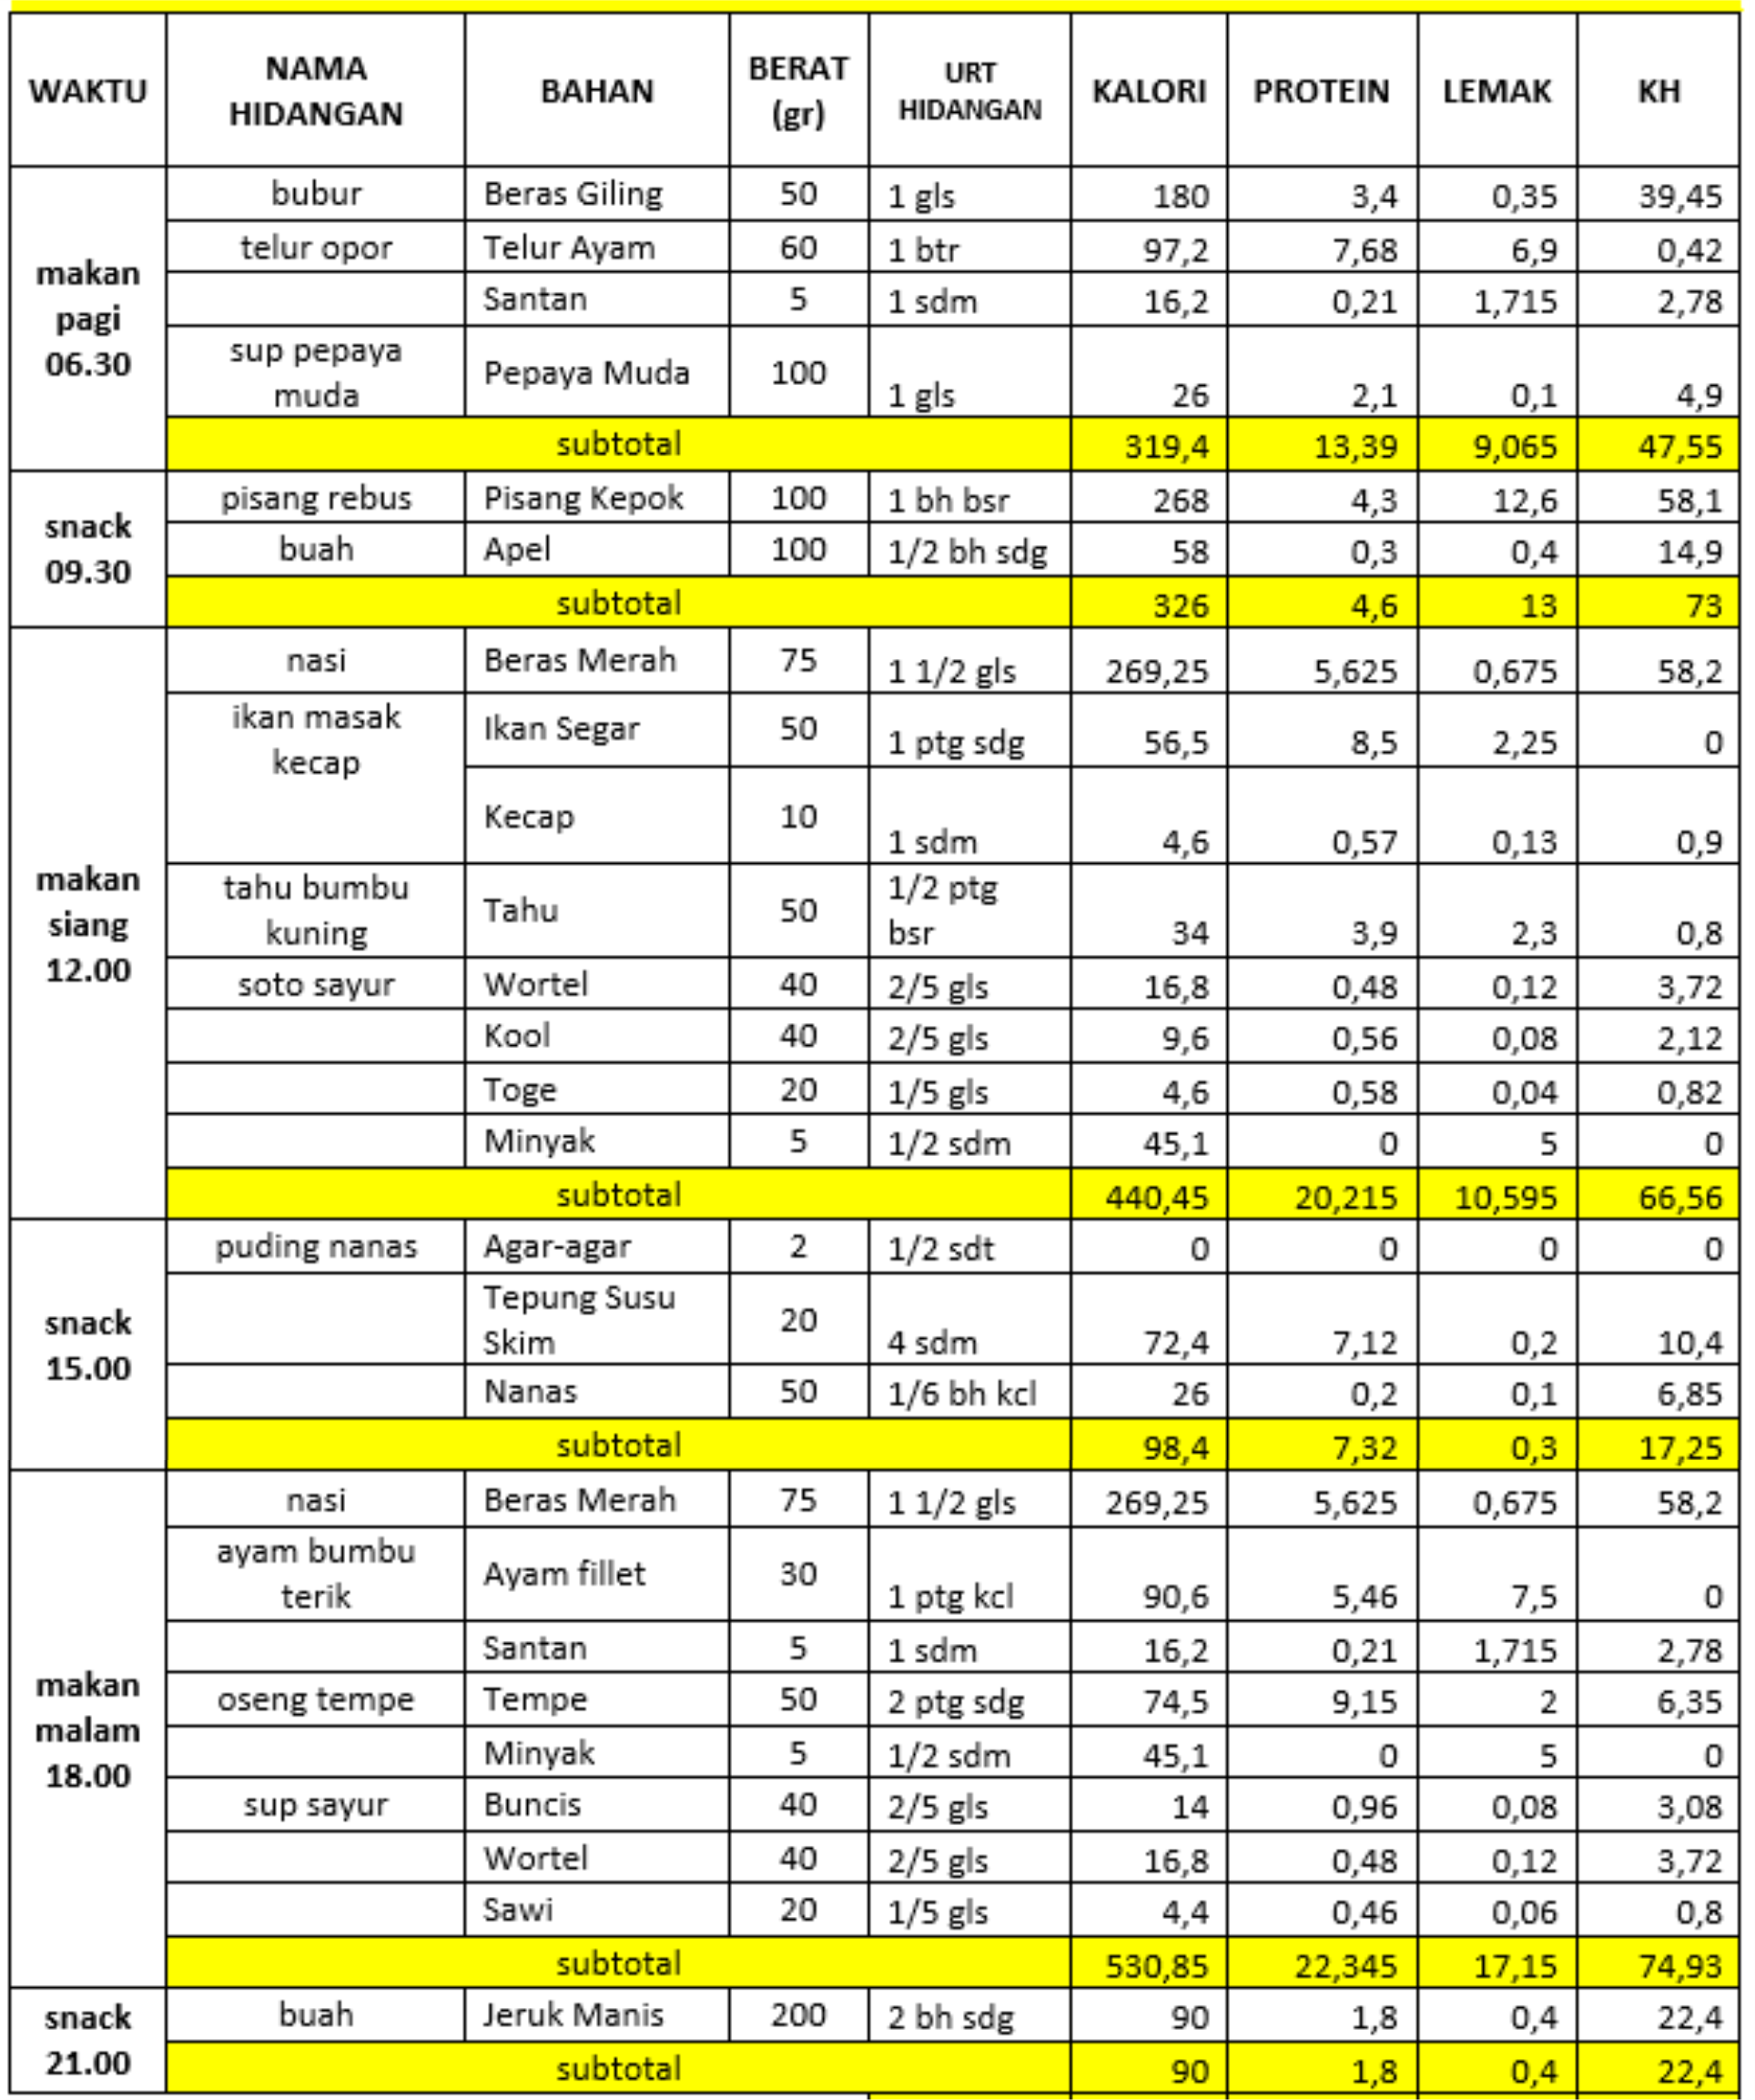 WAKTU NAMA HIDANGAN BAHAN BERAT (gr) URT HIDANGAN KALORI PROTEIN LEMAK KH
makan pagi 06.30
bubur Beras Giling 50 1 gls 180 3,4 0,35 39,45
telur opor Telur Ayam 60 1 btr 97,2 7,68 6,9 0,42
Santan 5 1 sdm 16,2 0,21 1,715 2,78
sup pepaya muda Pepaya Muda 100 1 gls 26 2,1 0,1 4,9
subtotal 319,4 13,39 9,065 47,55
snack 09.30
pisang rebus Pisang Kepok 100 1 bh bsr 268 4,3 12,6 58,1
buah Apel 100 1/2 bh sdg 58 0,3 0,4 14,9
subtotal 326 4,6 13 73
makan siang 12.00
nasi Beras Merah 75 1 1/2 gls 269,25 5,625 0,675 58,2
ikan masak kecap Ikan Segar 50 1 ptg sdg 56,5 8,5 2,25 0
Kecap 10 1 sdm 4,6 0,57 0,13 0,9
tahu bumbu kuning Tahu 50 1/2 ptg bsr 34 3,9 2,3 0,8
soto sayur Wortel 40 2/5 gls 16,8 0,48 0,12 3,72
Kool 40 2/5 gls 9,6 0,56 0,08 2,12
Toge 20 1/5 gls 4,6 0,58 0,04 0,82
Minyak 5 1/2 sdm 45,1 0 5 0
subtotal 440,45 20,215 10,595 66,56
snack 15.00
puding nanas Agar-agar 2 1/2 sdt 0 0 0 0
Tepung Susu Skim 20 4 sdm 72,4 7,12 0,2 10,4
Nanas 50 1/6 bh kcl 26 0,2 0,1 6,85
subtotal 98,4 7,32 0,3 17,25
makan malam 18.00
nasi Beras Merah 75 1 1/2 gls 269,25 5,625 0,675 58,2
ayam bumbu terik Ayam fillet 30 1 ptg kcl 90,6 5,46 7,5 0
Santan 5 1 sdm 16,2 0,21 1,715 2,78
oseng tempe Tempe 50 2 ptg sdg 74,5 9,15 2 6,35
Minyak 5 1/2 sdm 45,1 0 5 0
sup sayur Buncis 40 2/5 gls 14 0,96 0,08 3,08
Wortel 40 2/5 gls 16,8 0,48 0,12 3,72
Sawi 20 1/5 gls 4,4 0,46 0,06 0,8
subtotal 530,85 22,345 17,15 74,93
snack 21.00
buah Jeruk Manis 200 2 bh sdg 90 1,8 0,4 22,4
subtotal 90 1,8 0,4 22,4